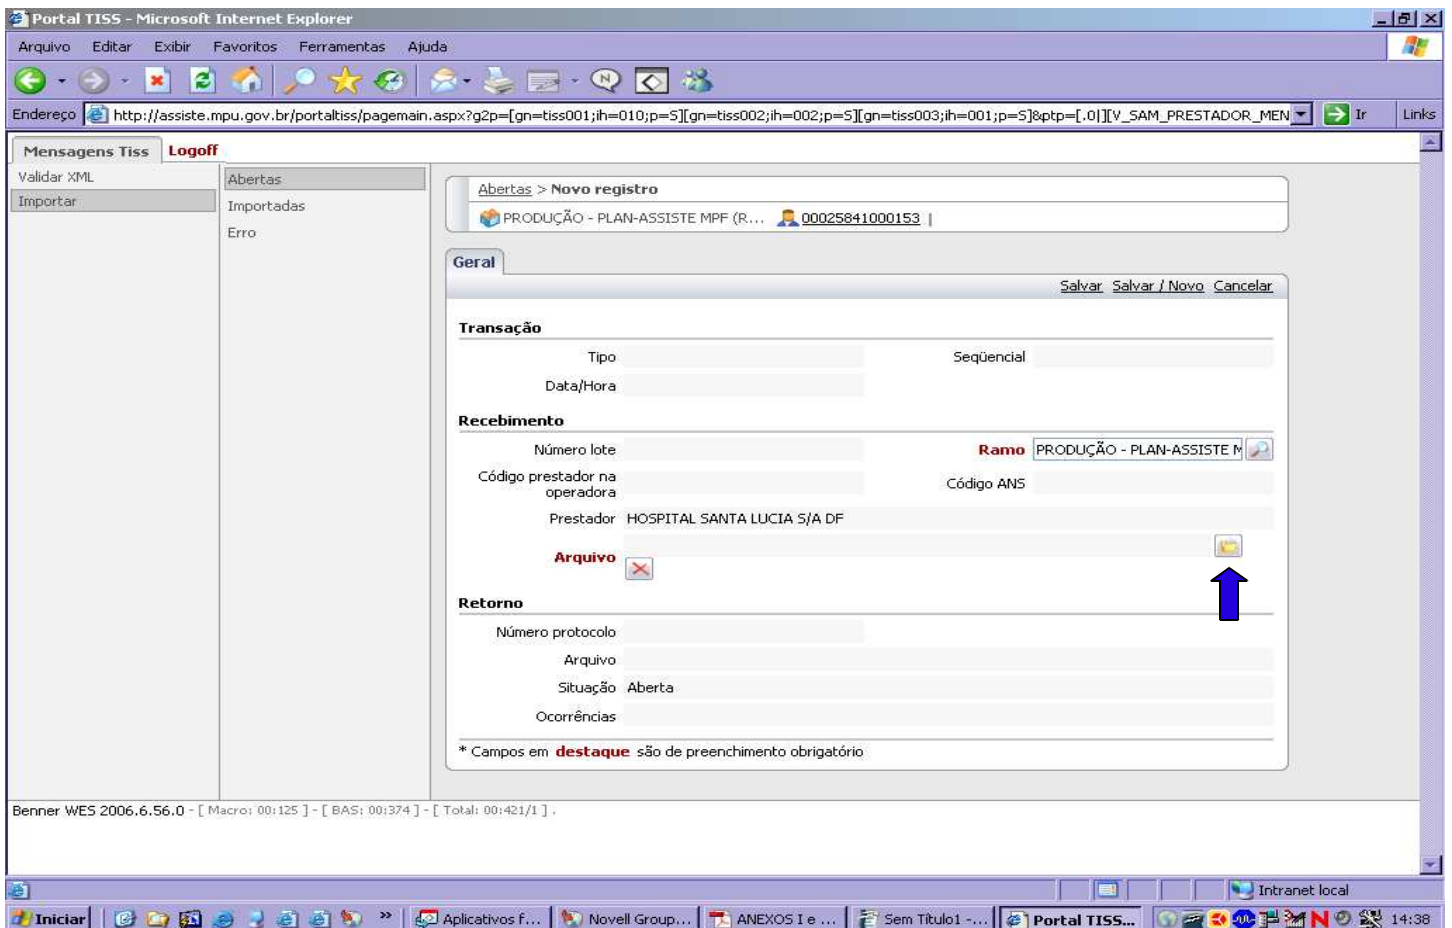 Portal TISS - Microsoft Internet Explorer
Arquivo Editar Exibir Favoritos Ferramentas Ajuda
Endereço http://assiste.mpu.gov.br/portaltiss/pagemain.aspx?g2p=[gn=tiss001;ih=010;p=S][gn=tiss002;ih=002;p=S][gn=tiss003;ih=001;p=S]&ptp=[.0|][V_SAM_PRESTADOR_MEN Ir Links
Mensagens Tiss Logoff
Validar XML
Importar
Abertas
Importadas
Erro
Abertas > Novo registro
PRODUÇÃO - PLAN-ASSISTE MPF (R... 00025841000153 |
Geral
Salvar Salvar / Novo Cancelar
Transação
Tipo Seqüencial
Data/Hora
Recebimento
Número lote Ramo PRODUÇÃO - PLAN-ASSISTE M
Código prestador na
operadora Código ANS
Prestador HOSPITAL SANTA LUCIA S/A DF
Arquivo
Retorno
Número protocolo
Arquivo
Situação Aberta
Ocorrências
* Campos em destaque são de preenchimento obrigatório
Benner WES 2006.6.56.0 - [ Macro: 00:125 ] - [ BAS: 00:374 ] - [ Total: 00:421/1 ] .
Intranet local
Iniciar » Aplicativos f... Novell Group... ANEXOS I e ... Sem Título1 -... Portal TISS... 14:38